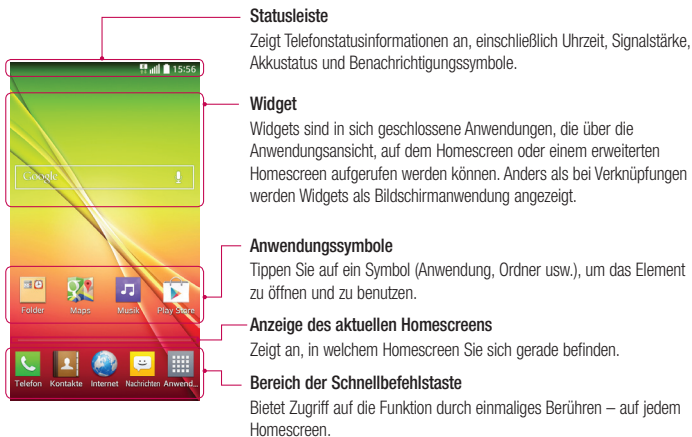 Statusleiste
Zeigt Telefonstatusinformationen an, einschließlich Uhrzeit, Signalstärke,
Akkustatus und Benachrichtigungssymbole.
15:56
Widget
Widgets sind in sich geschlossene Anwendungen, die über die
Anwendungsansicht, auf dem Homescreen oder einem erweiterten
Homescreen aufgerufen werden können. Anders als bei Verknüpfungen
werden Widgets als Bildschirmanwendung angezeigt.
Google
Anwendungssymbole
Tippen Sie auf ein Symbol (Anwendung, Ordner usw.), um das Element
zu öffnen und zu benutzen.
Folder Maps Musik Play Store
Anzeige des aktuellen Homescreens
Zeigt an, in welchem Homescreen Sie sich gerade befinden.
Telefon Kontakte Internet Nachrichten Anwend...
Bereich der Schnellbefehlstaste
Bietet Zugriff auf die Funktion durch einmaliges Berühren – auf jedem
Homescreen.